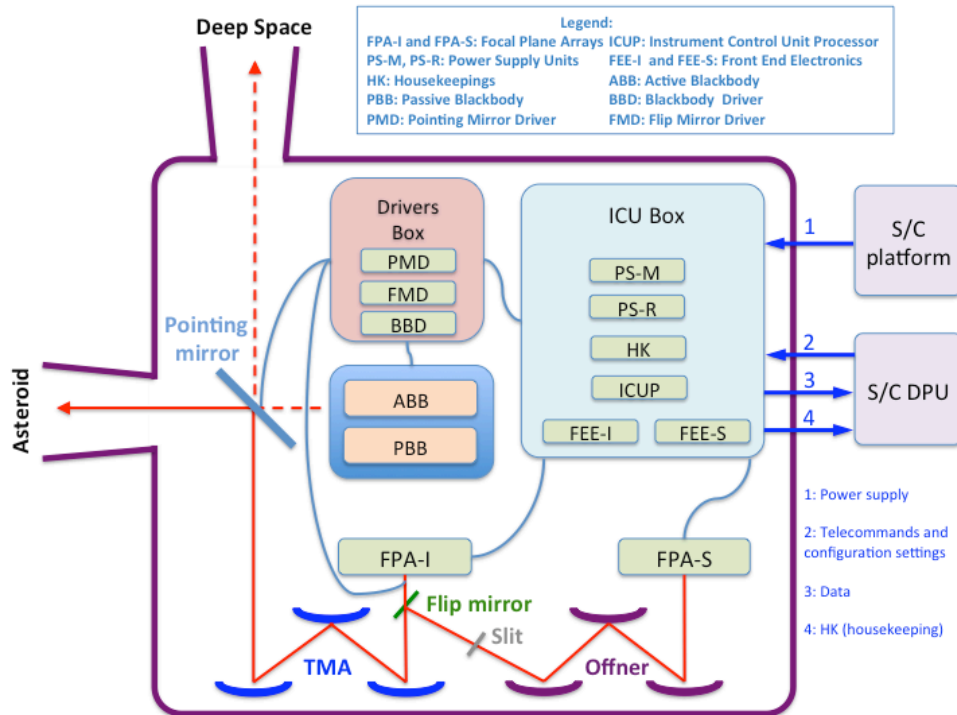 Deep Space
Legend:
FPA-I and FPA-S: Focal Plane Arrays ICUP: Instrument Control Unit Processor
PS-M, PS-R: Power Supply Units FEE-I and FEE-S: Front End Electronics
HK: Housekeepings ABB: Active Blackbody
PBB: Passive Blackbody BBD: Blackbody Driver
PMD: Pointing Mirror Driver FMD: Flip Mirror Driver
Drivers
Box
PMD
FMD
BBD
ICU Box
PS-M
PS-R
HK
ICUP
FEE-I FEE-S
1
S/C
platform
2
3
4
S/C DPU
Pointing
mirror
Asteroid
ABB
PBB
1: Power supply
2: Telecommands and
configuration settings
3: Data
4: HK (housekeeping)
FPA-I
FPA-S
Flip mirror
Slit
TMA
Offner